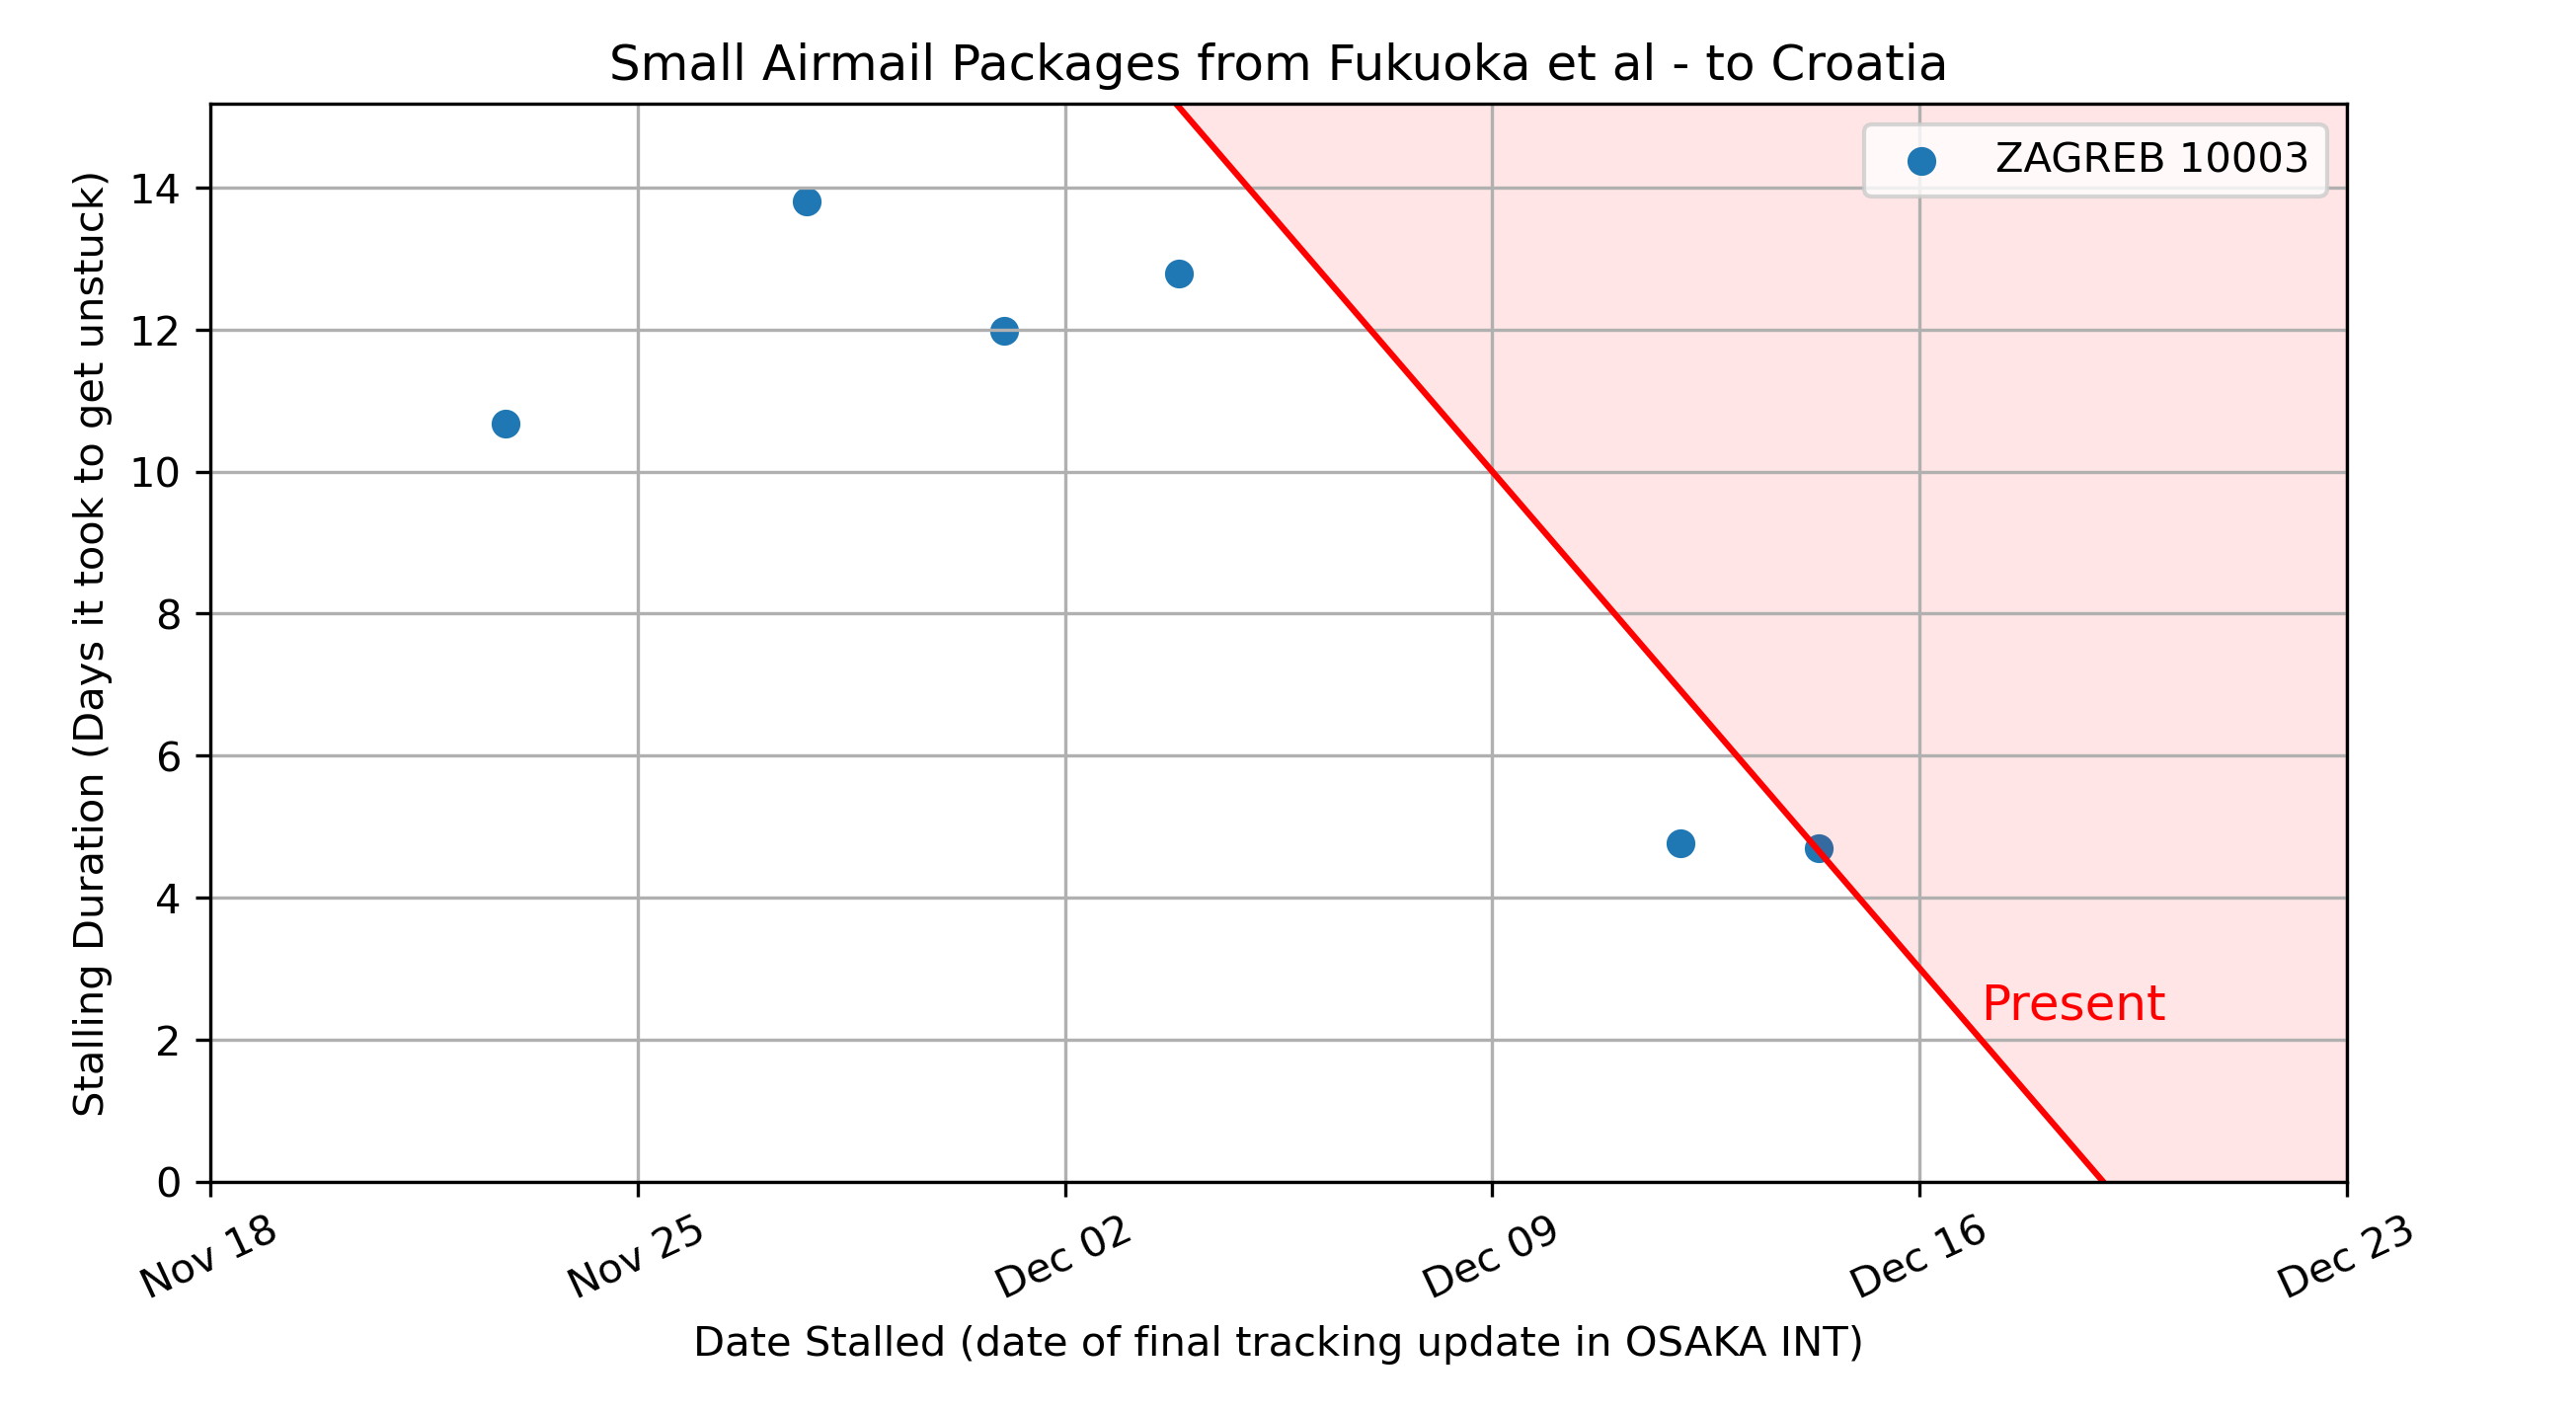 Small Airmail Packages from Fukuoka et al - to Croatia
ZAGREB 10003
Stalling Duration (Days it took to get unstuck)
14
12
10
8
6
4
2
0
Present
Nov 18
Nov 25
Dec 02
Dec 09
Dec 16
Dec 23
Date Stalled (date of final tracking update in OSAKA INT)